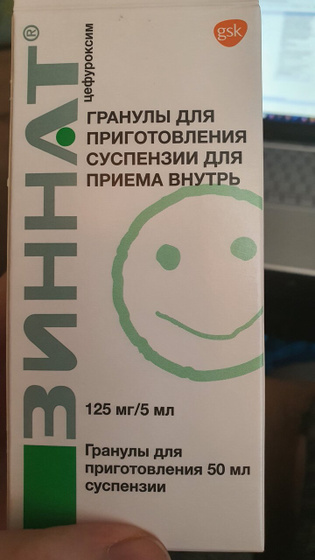 gsk
ЗИННАТ®
цефуроксим
ГРАНУЛЫ ДЛЯ
ПРИГОТОВЛЕНИЯ
СУСПЕНЗИИ ДЛЯ
ПРИЕМА ВНУТРЬ
125 мг/5 мл
Гранулы для
приготовления 50 мл
суспензии